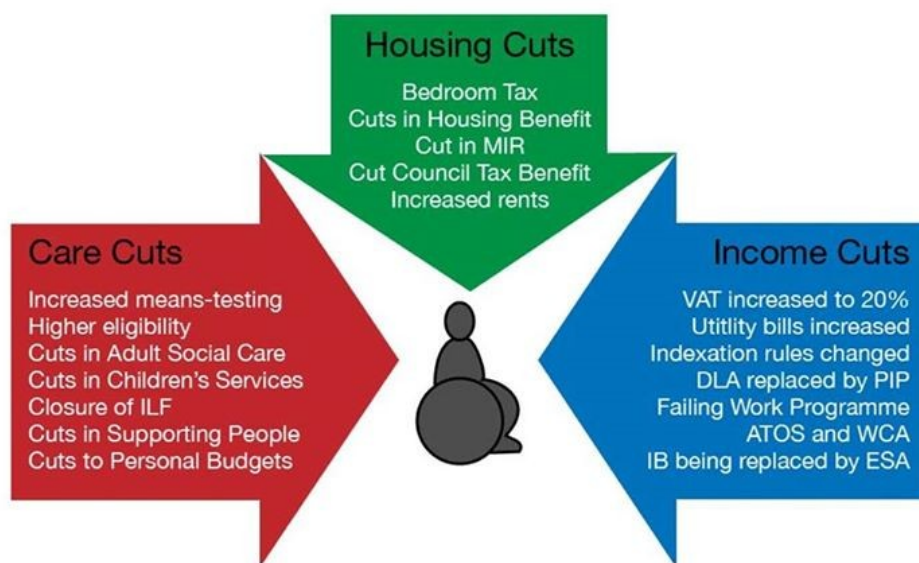 Housing Cuts
Bedroom Tax
Cuts in Housing Benefit
Cut in MIR
Cut Council Tax Benefit
Increased rents
Care Cuts
Increased means-testing
Higher eligibility
Cuts in Adult Social Care
Cuts in Children's Services
Closure of ILF
Cuts in Supporting People
Cuts to Personal Budgets
Income Cuts
VAT increased to 20%
Utitlity bills increased
Indexation rules changed
DLA replaced by PIP
Failing Work Programme
ATOS and WCA
IB being replaced by ESA